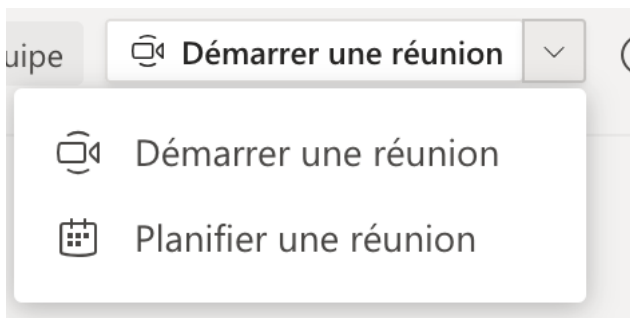 uipe
Démarrer une réunion
Démarrer une réunion
Planifier une réunion